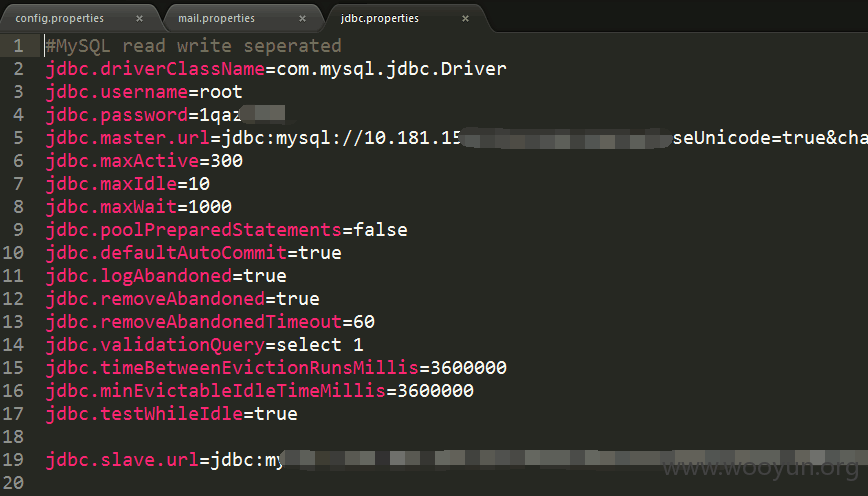 config.properties × mail.properties × jdbc.properties ×
1 #MySQL read write seperated
2 jdbc.driverClassName=com.mysql.jdbc.Driver
3 jdbc.username=root
4 jdbc.password=1qaz
5 jdbc.master.url=jdbc:mysql://10.181.15 seUnicode=true&cha
6 jdbc.maxActive=300
7 jdbc.maxIdle=10
8 jdbc.maxWait=1000
9 jdbc.poolPreparedStatements=false
10 jdbc.defaultAutoCommit=true
11 jdbc.logAbandoned=true
12 jdbc.removeAbandoned=true
13 jdbc.removeAbandonedTimeout=60
14 jdbc.validationQuery=select 1
15 jdbc.timeBetweenEvictionRunsMillis=3600000
16 jdbc.minEvictableIdleTimeMillis=3600000
17 jdbc.testWhileIdle=true
18
19 jdbc.slave.url=jdbc:my
www.wooyun.org
20